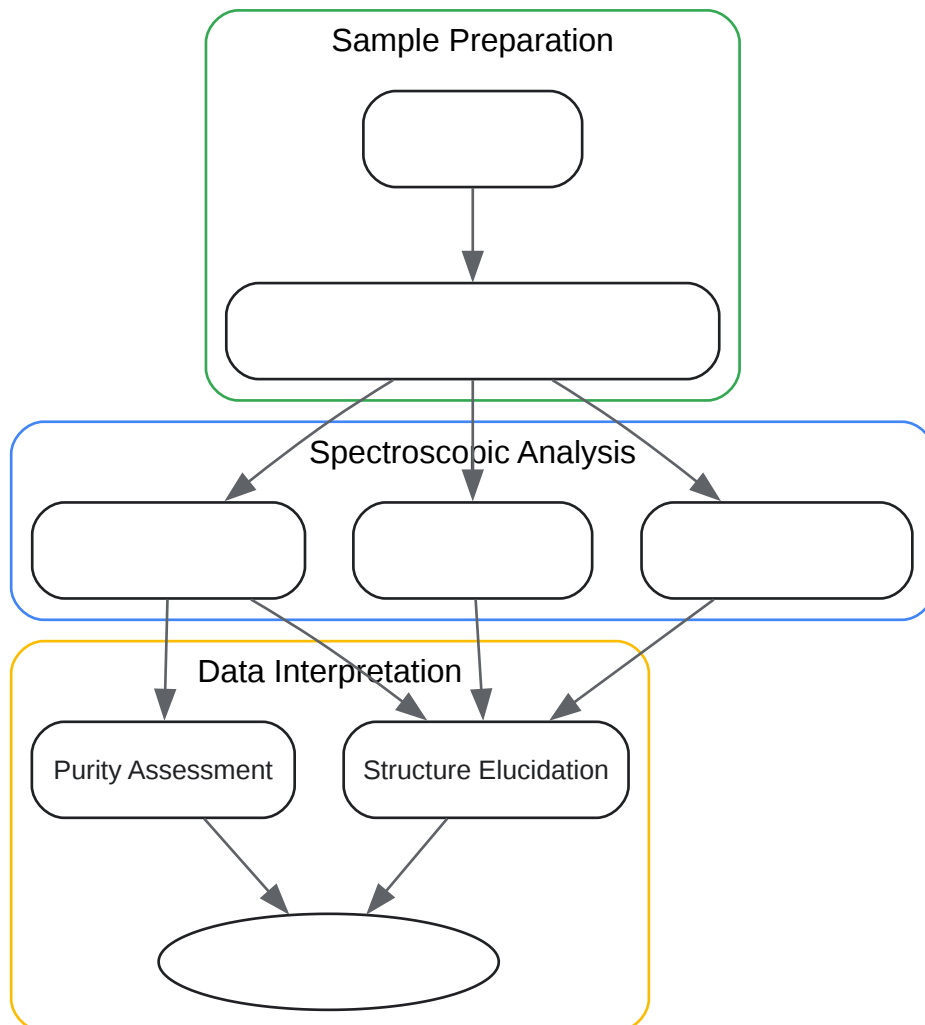 Sample Preparation
Spectroscopic Analysis
Data Interpretation
Purity Assessment
Structure Elucidation